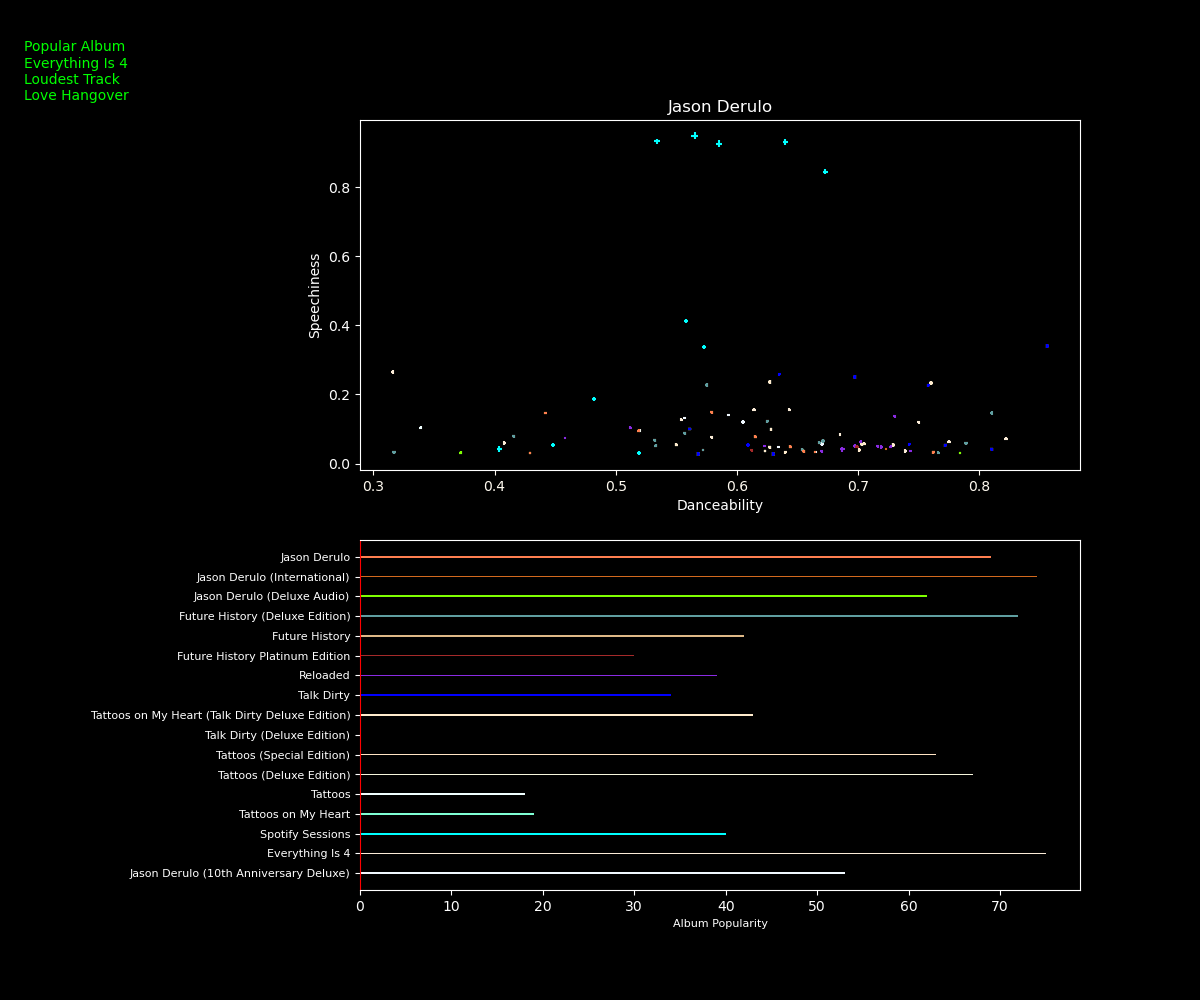 Popular Album
Everything Is 4
Loudest Track
Love Hangover
Jason Derulo
Speechiness
0.8
0.6
0.4
0.2
0.0
0.3 0.4 0.5 0.6 0.7 0.8
Danceability
Jason Derulo
Jason Derulo (International)
Jason Derulo (Deluxe Audio)
Future History (Deluxe Edition)
Future History
Future History Platinum Edition
Reloaded
Talk Dirty
Tattoos on My Heart (Talk Dirty Deluxe Edition)
Talk Dirty (Deluxe Edition)
Tattoos (Special Edition)
Tattoos (Deluxe Edition)
Tattoos
Tattoos on My Heart
Spotify Sessions
Everything Is 4
Jason Derulo (10th Anniversary Deluxe)
0 10 20 30 40 50 60 70
Album Popularity